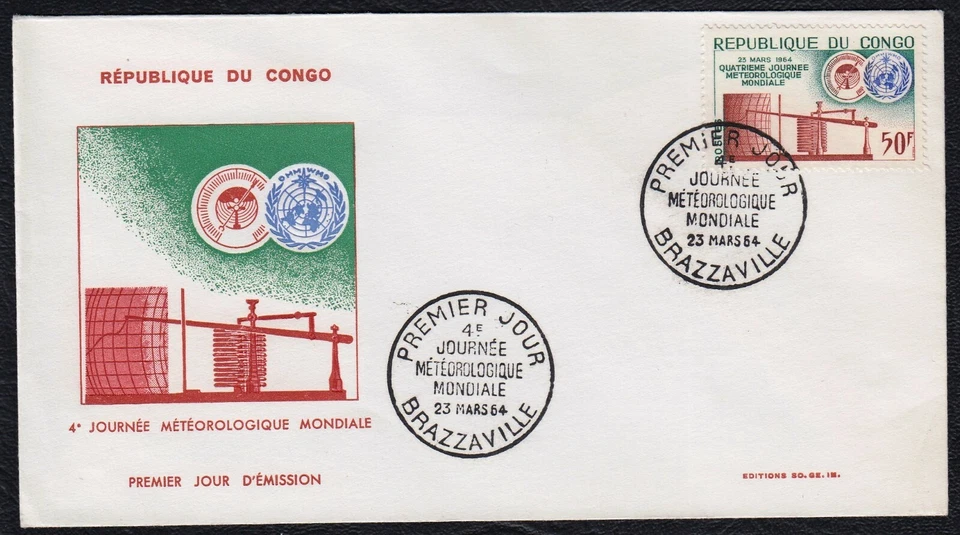 RÉPUBLIQUE DU CONGO
OMM WMO
4e JOURNÉE MÉTÉOROLOGIQUE MONDIALE
PREMIER JOUR D'ÉMISSION
PREMIER JOUR
4E
JOURNÉE
MÉTÉOROLOGIQUE
MONDIALE
23 MARS 64
BRAZZAVILLE
REPUBLIQUE DU CONGO
23 MARS 1964
QUATRIEME JOURNEE
METEOROLOGIQUE
MONDIALE
POSTES
50F
PREMIER JOUR
4E
JOURNÉE
MÉTÉOROLOGIQUE
MONDIALE
23 MARS 64
BRAZZAVILLE
EDITIONS SO.GE.IM.